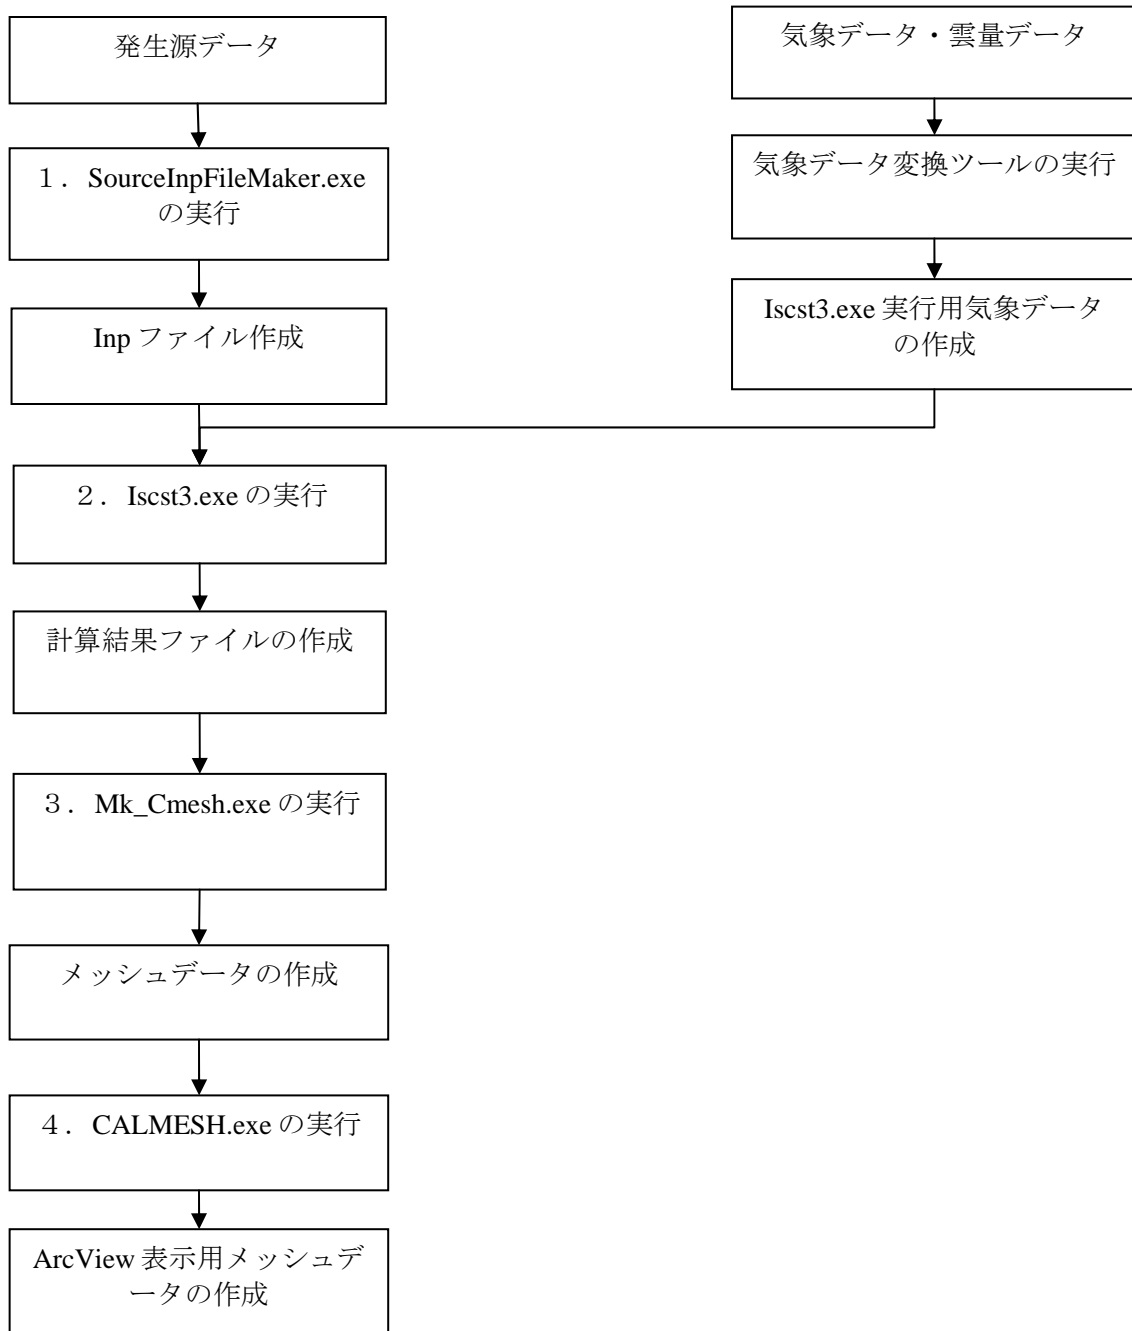 発生源データ
気象データ・雲量データ
１．SourceInpFileMaker.exe
の実行
気象データ変換ツールの実行
Inp ファイル作成
Iscst3.exe 実行用気象データ
の作成
２．Iscst3.exe の実行
計算結果ファイルの作成
３．Mk_Cmesh.exe の実行
メッシュデータの作成
４．CALMESH.exe の実行
ArcView 表示用メッシュデ
ータの作成